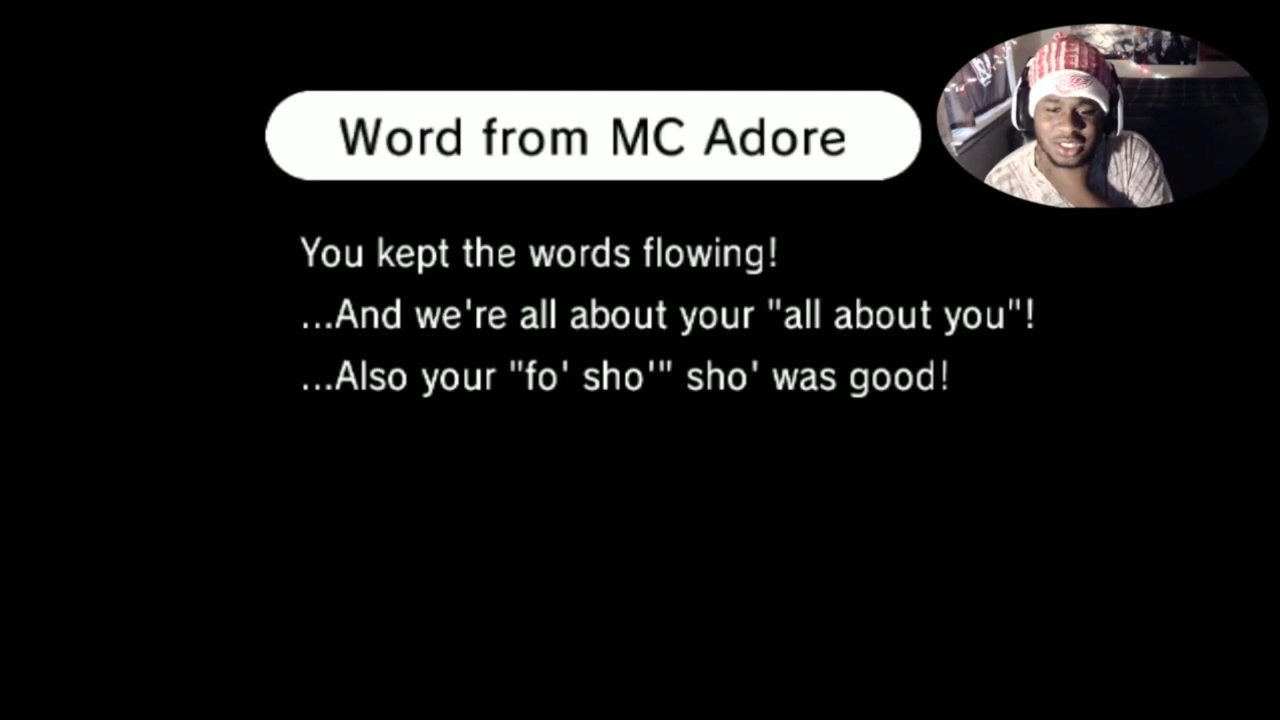 Word from MC Adore
You kept the words flowing!
...And we're all about your "all about you"!
...Also your "fo' sho'" sho' was good!